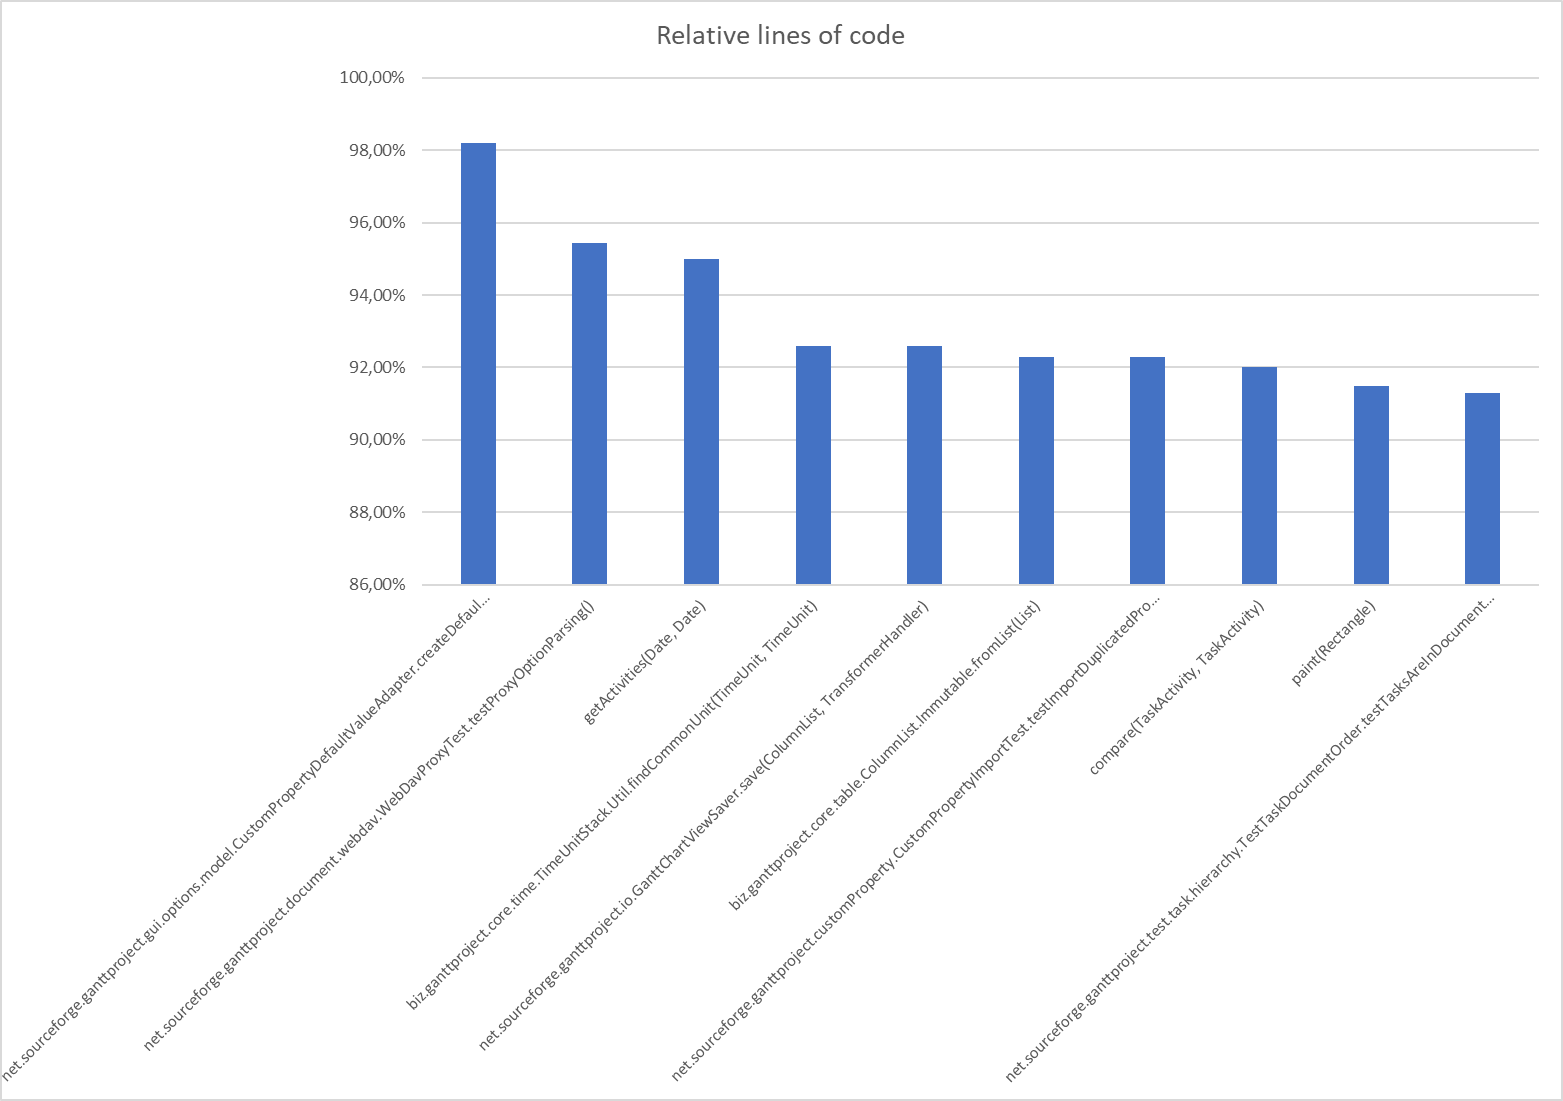 Relative lines of code
100,00%
98,00%
96,00%
94,00%
92,00%
90,00%
88,00%
86,00%
net.sourceforge.ganttproject.gui.options.model.CustomPropertyDefaultValueAdapter.createDefaul...
net.sourceforge.ganttproject.document.webdav.WebDavProxyTest.testProxyOptionParsing()
getActivities(Date, Date)
biz.ganttproject.core.time.TimeUnitStack.Util.findCommonUnit(TimeUnit, TimeUnit)
net.sourceforge.ganttproject.io.GanttChartViewSaver.save(ColumnList, TransformerHandler)
biz.ganttproject.core.table.ColumnList.Immutable.fromList(List)
net.sourceforge.ganttproject.customProperty.CustomPropertyImportTest.testImportDuplicatedPro...
compare(TaskActivity, TaskActivity)
paint(Rectangle)
net.sourceforge.ganttproject.test.task.hierarchy.TestTaskDocumentOrder.testTasksAreInDocument...